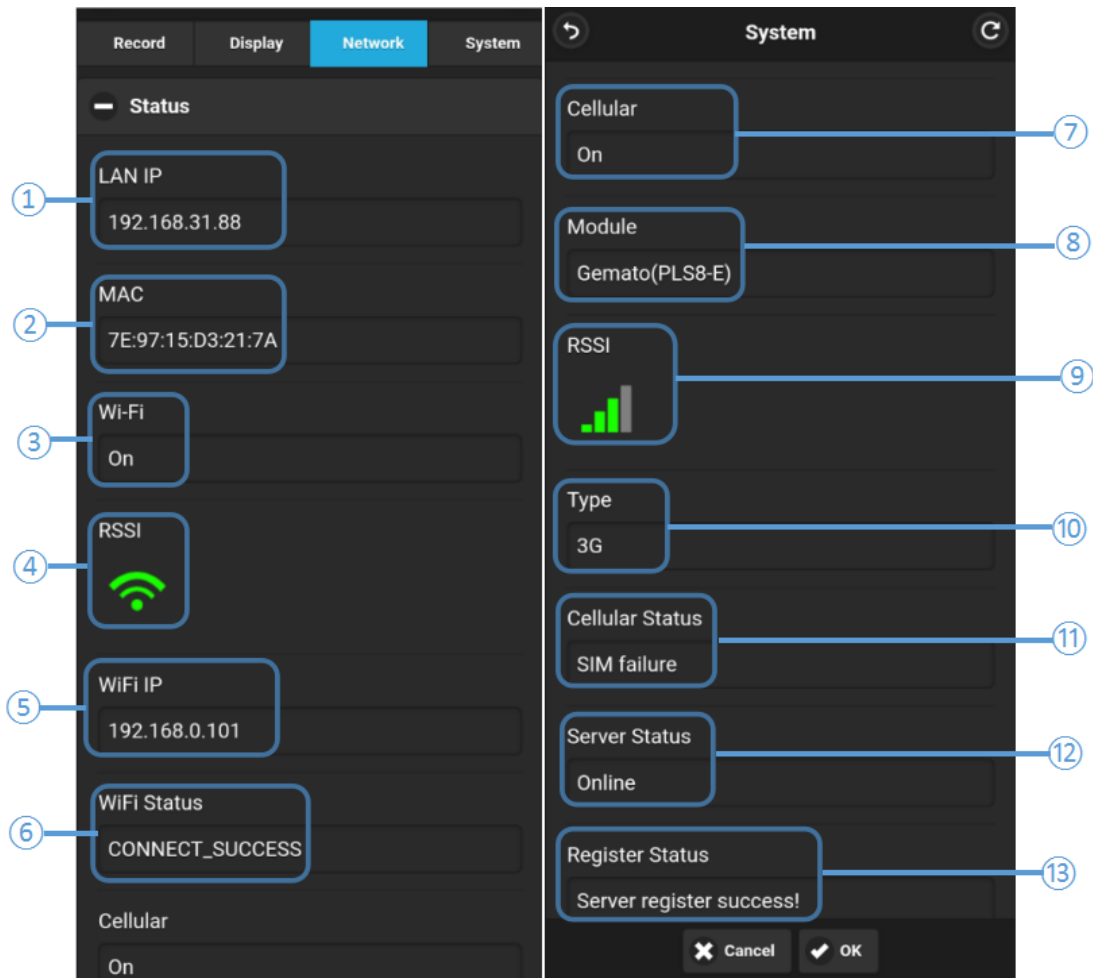 Record Display Network System
Status
① LAN IP
192.168.31.88
② MAC
7E:97:15:D3:21:7A
③ Wi-Fi
On
④ RSSI
⑤ WiFi IP
192.168.0.101
⑥ WiFi Status
CONNECT_SUCCESS
Cellular
On
System
Cellular ⑦
On
Module ⑧
Gemato(PLS8-E)
RSSI ⑨
Type ⑩
3G
Cellular Status ⑪
SIM failure
Server Status ⑫
Online
Register Status ⑬
Server register success!
Cancel OK